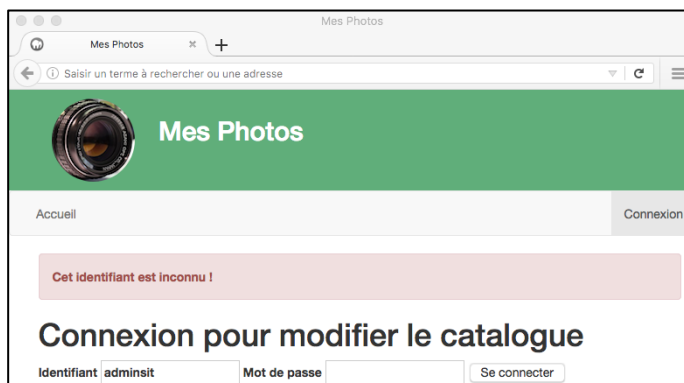 Mes Photos
Mes Photos
Saisir un terme à rechercher ou une adresse
Mes Photos
Accueil Connexion
Cet identifiant est inconnu !
Connexion pour modifier le catalogue
Identifiant adminsit Mot de passe Se connecter